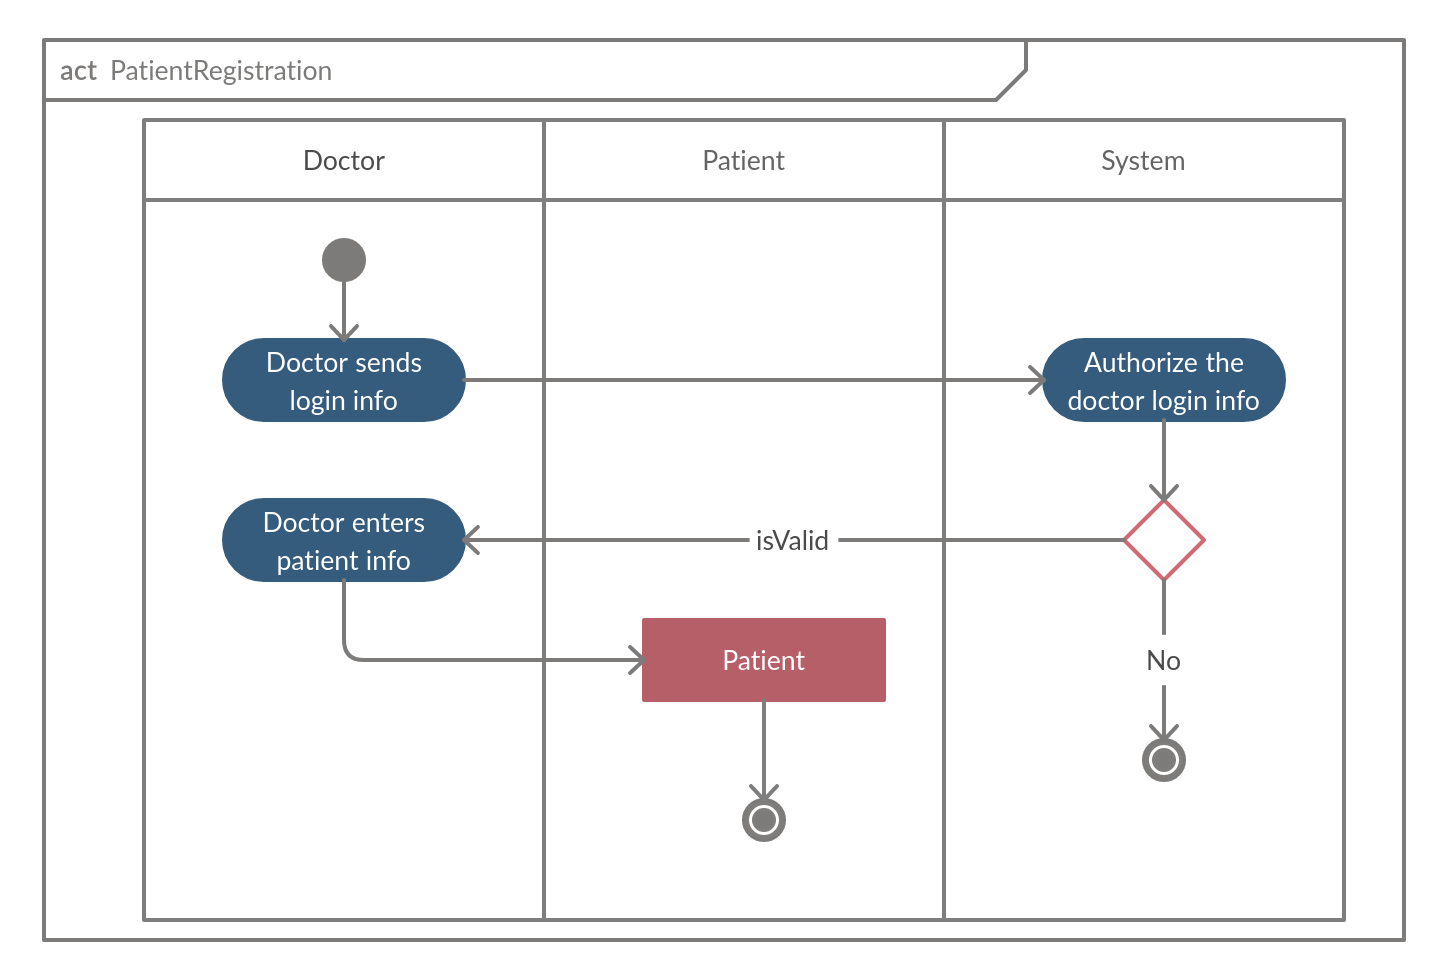 act PatientRegistration
Doctor
Patient
System
Doctor sends
login info
Authorize the
doctor login info
Doctor enters
patient info
isValid
Patient
No